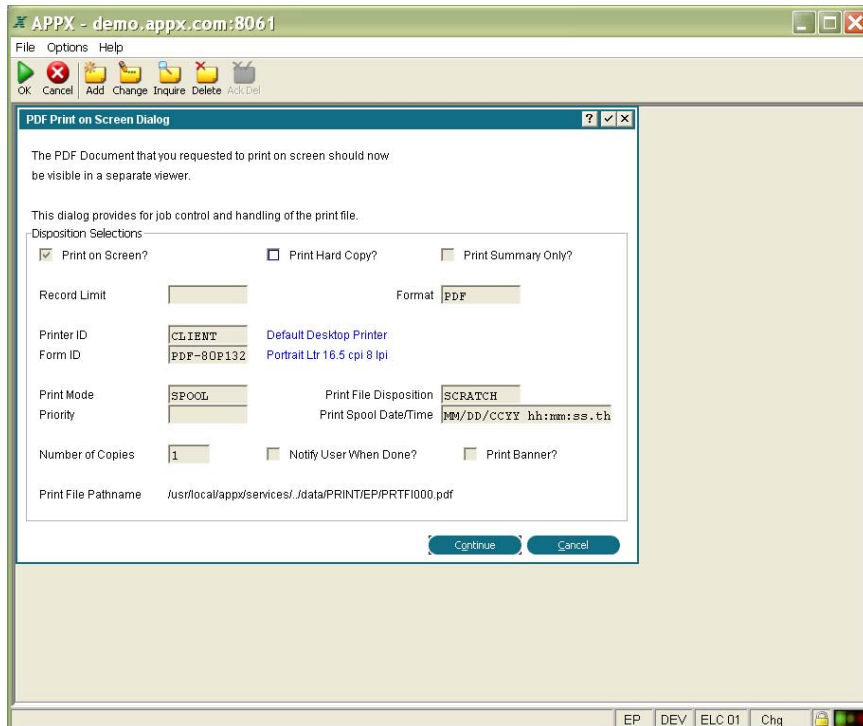 APPX - demo.appx.com:8061
File Options Help
OK Cancel Add Change Inquire Delete Ack Del
PDF Print on Screen Dialog
The PDF Document that you requested to print on screen should now
be visible in a separate viewer.
This dialog provides for job control and handling of the print file.
Disposition Selections
Print on Screen? Print Hard Copy? Print Summary Only?
Record Limit Format PDF
Printer ID CLIENT Default Desktop Printer
Form ID PDF-80P132 Portrait Ltr 16.5 cpi 8 lpi
Print Mode SPOOL Print File Disposition SCRATCH
Priority Print Spool Date/Time MM/DD/CCYY hh:mm:ss.th
Number of Copies 1 Notify User When Done? Print Banner?
Print File Pathname /usr/local/appx/services/../data/PRINT/EP/PRTFI000.pdf
Continue Cancel
EP DEV ELC 01 Chg